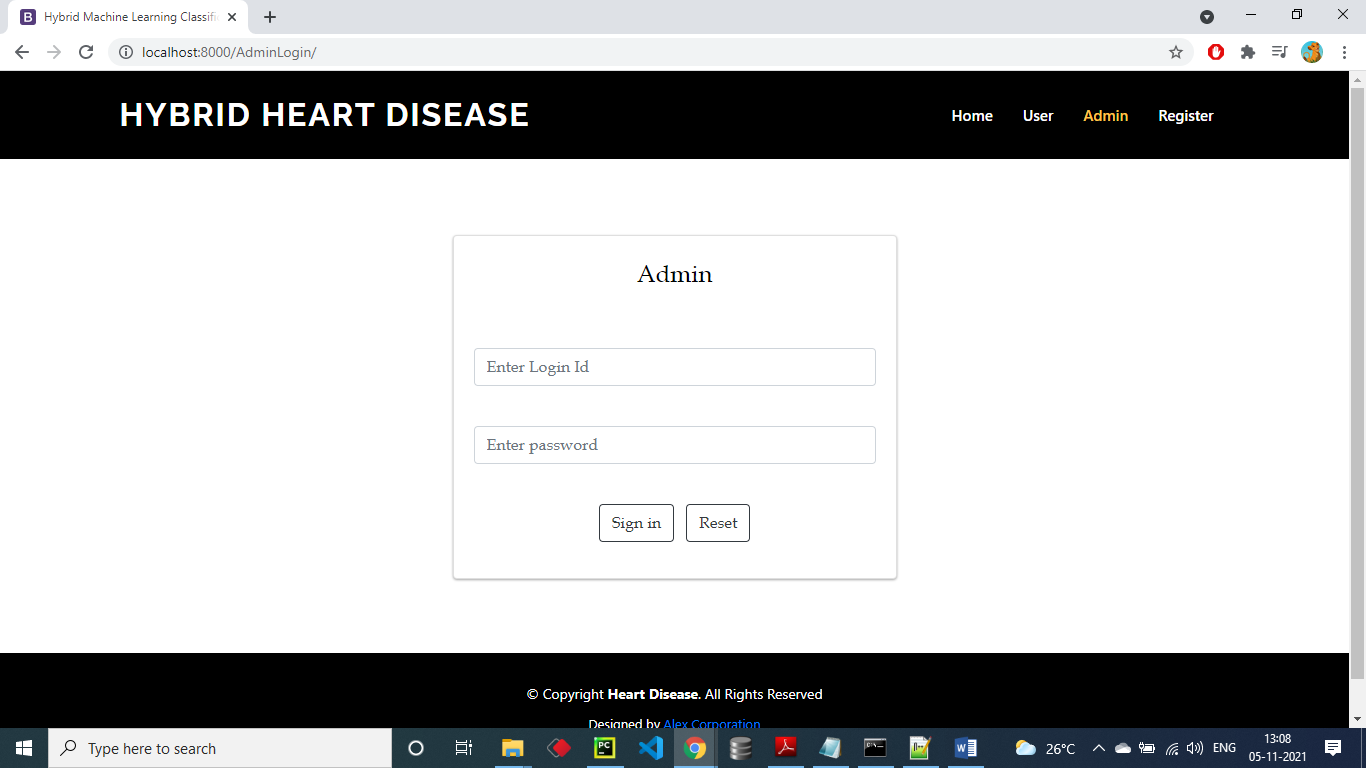 Hybrid Machine Learning Classifi
localhost:8000/AdminLogin/
HYBRID HEART DISEASE
Home User Admin Register
Admin
Enter Login Id
Enter password
Sign in Reset
© Copyright Heart Disease. All Rights Reserved
Designed by Alex Corporation
Type here to search
PC
26°C
ENG
13:08
05-11-2021